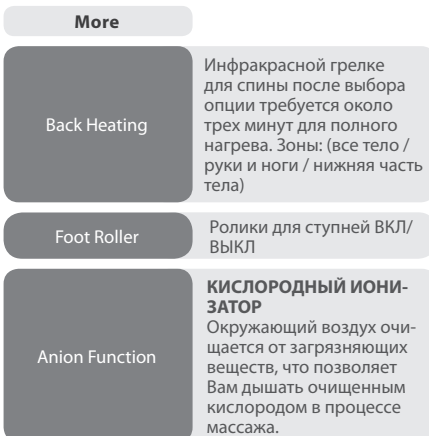 More
Back Heating
Инфракрасной грелке
для спины после выбора
опции требуется около
трех минут для полного
нагрева. Зоны: (все тело /
руки и ноги / нижняя часть
тела)
Foot Roller
Ролики для ступней ВКЛ/
ВЫКЛ
Anion Function
КИСЛОРОДНЫЙ ИОНИ-
ЗАТОР
Окружающий воздух очи-
щается от загрязняющих
веществ, что позволяет
Вам дышать очищенным
кислородом в процессе
массажа.